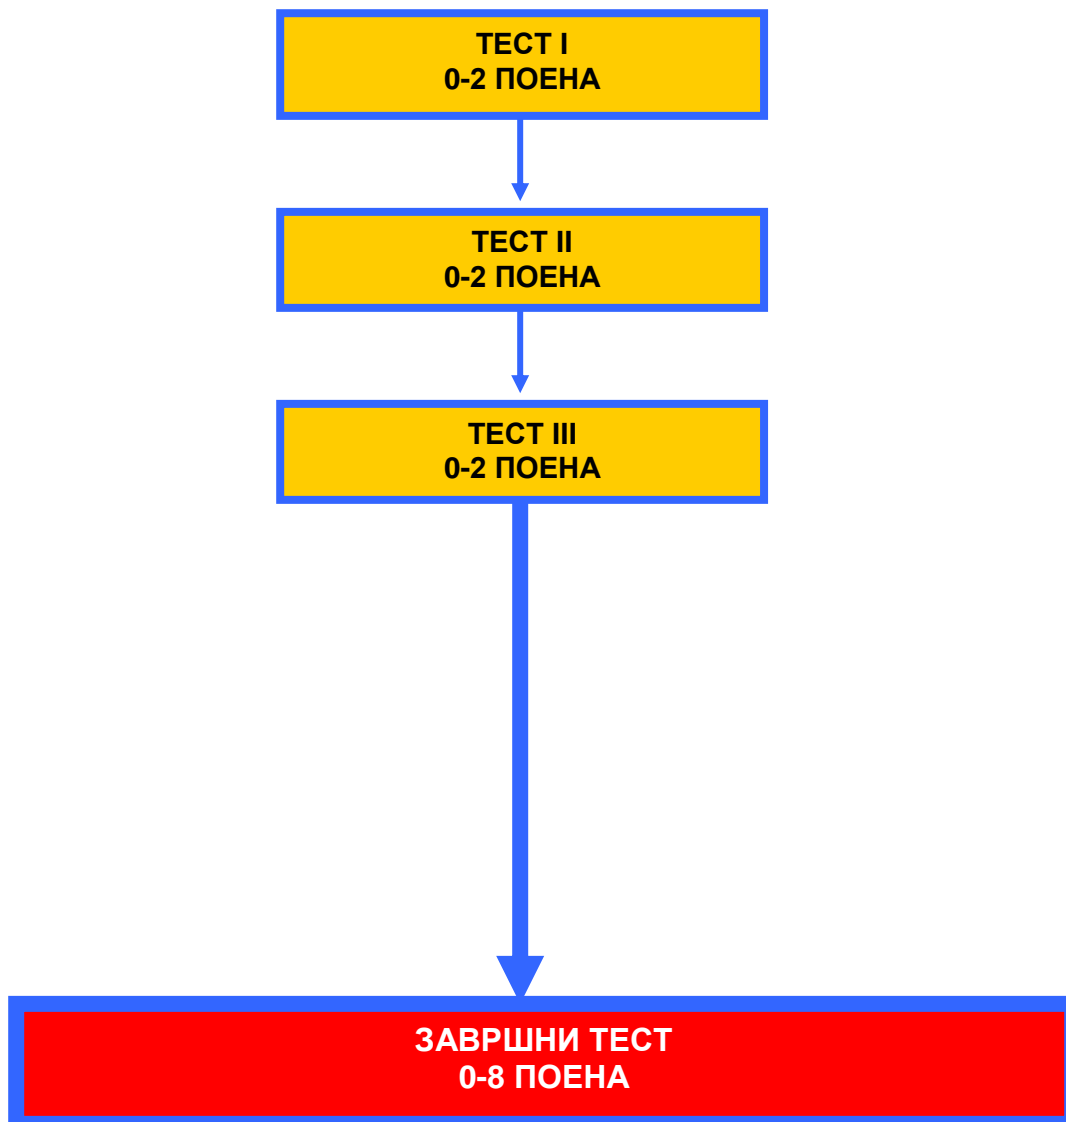 ТЕСТ I
0-2 ПОЕНА
ТЕСТ II
0-2 ПОЕНА
ТЕСТ III
0-2 ПОЕНА
ЗАВРШНИ ТЕСТ
0-8 ПОЕНА